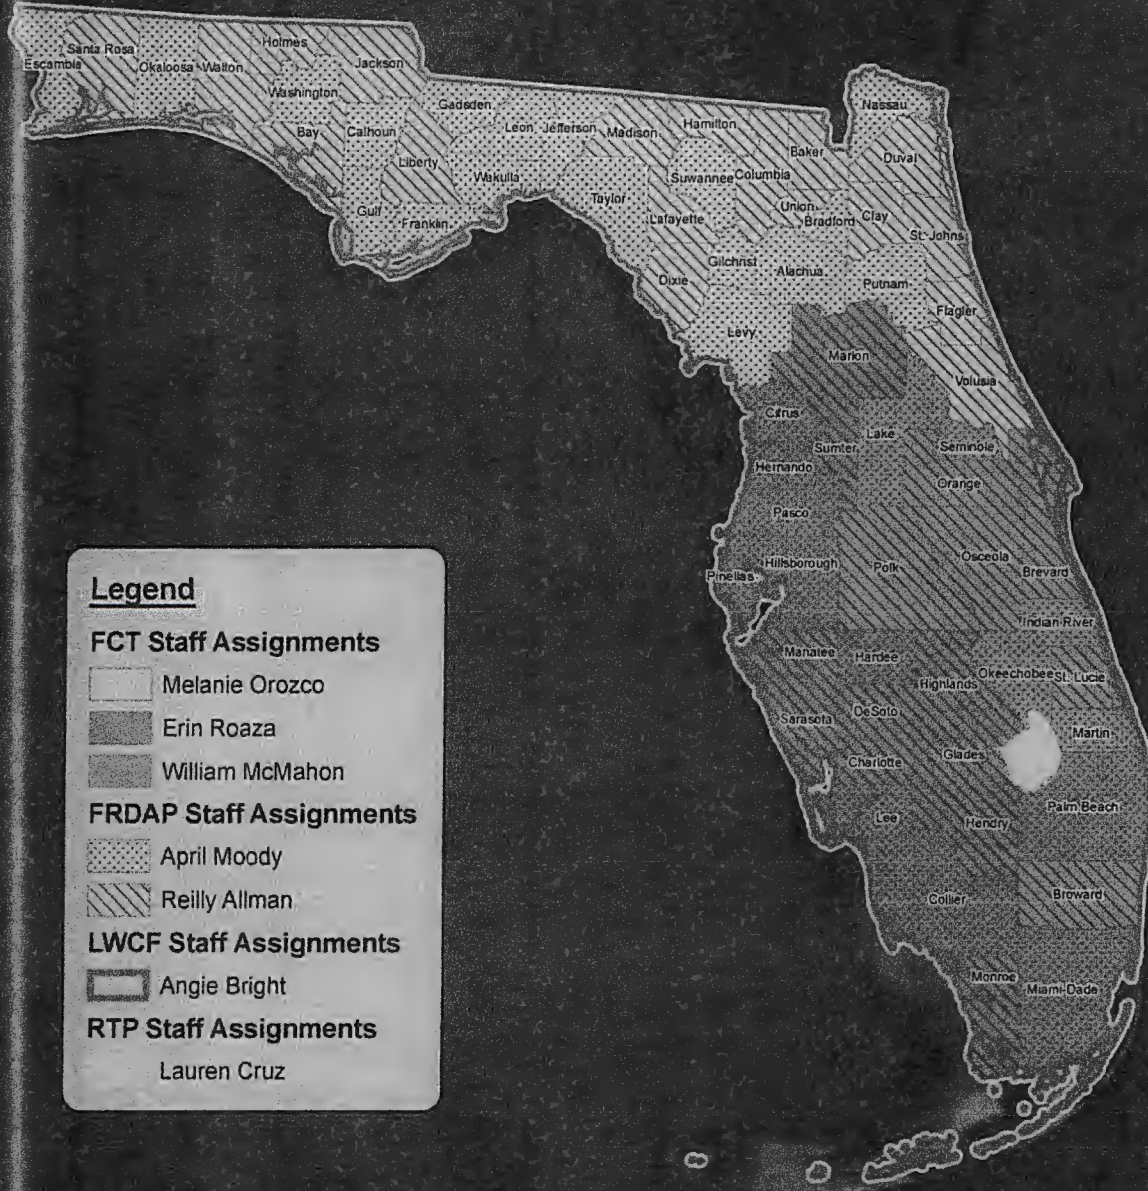 Escambia
Santa Rosa
Okaloosa
Walton
Holmes
Jackson
Washington
Bay
Calhoun
Gadsden
Liberty
Leon
Jefferson
Madison
Hamilton
Wakulla
Gulf
Franklin
Taylor
Suwannee
Columbia
Baker
Nassau
Duval
Lafayette
Union
Bradford
Clay
St. Johns
Dixie
Gilchrist
Alachua
Putnam
Flagler
Levy
Marion
Volusia
Citrus
Sumter
Lake
Seminole
Hernando
Orange
Pasco
Pinellas
Hillsborough
Polk
Osceola
Brevard
Indian River
Manatee
Hardee
Highlands
Okeechobee
St. Lucie
Sarasota
DeSoto
Martin
Charlotte
Glades
Lee
Hendry
Palm Beach
Collier
Broward
Monroe
Miami-Dade
Legend
FCT Staff Assignments
Melanie Orozco
Erin Roaza
William McMahon
FRDAP Staff Assignments
April Moody
Reilly Allman
LWCF Staff Assignments
Angie Bright
RTP Staff Assignments
Lauren Cruz